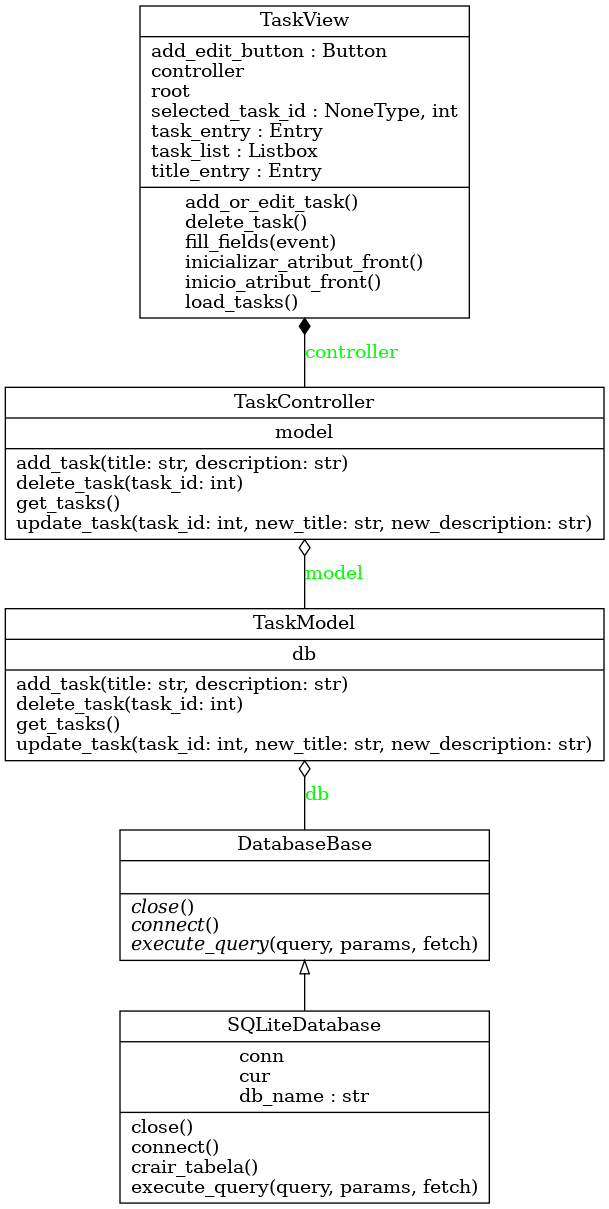 TaskView
add_edit_button : Button
controller
root
selected_task_id : NoneType, int
task_entry : Entry
task_list : Listbox
title_entry : Entry
add_or_edit_task()
delete_task()
fill_fields(event)
inicializar_atribut_front()
inicio_atribut_front()
load_tasks()
controller
TaskController
model
add_task(title: str, description: str)
delete_task(task_id: int)
get_tasks()
update_task(task_id: int, new_title: str, new_description: str)
model
TaskModel
db
add_task(title: str, description: str)
delete_task(task_id: int)
get_tasks()
update_task(task_id: int, new_title: str, new_description: str)
db
DatabaseBase
close()
connect()
execute_query(query, params, fetch)
SQLiteDatabase
conn
cur
db_name : str
close()
connect()
crair_tabela()
execute_query(query, params, fetch)